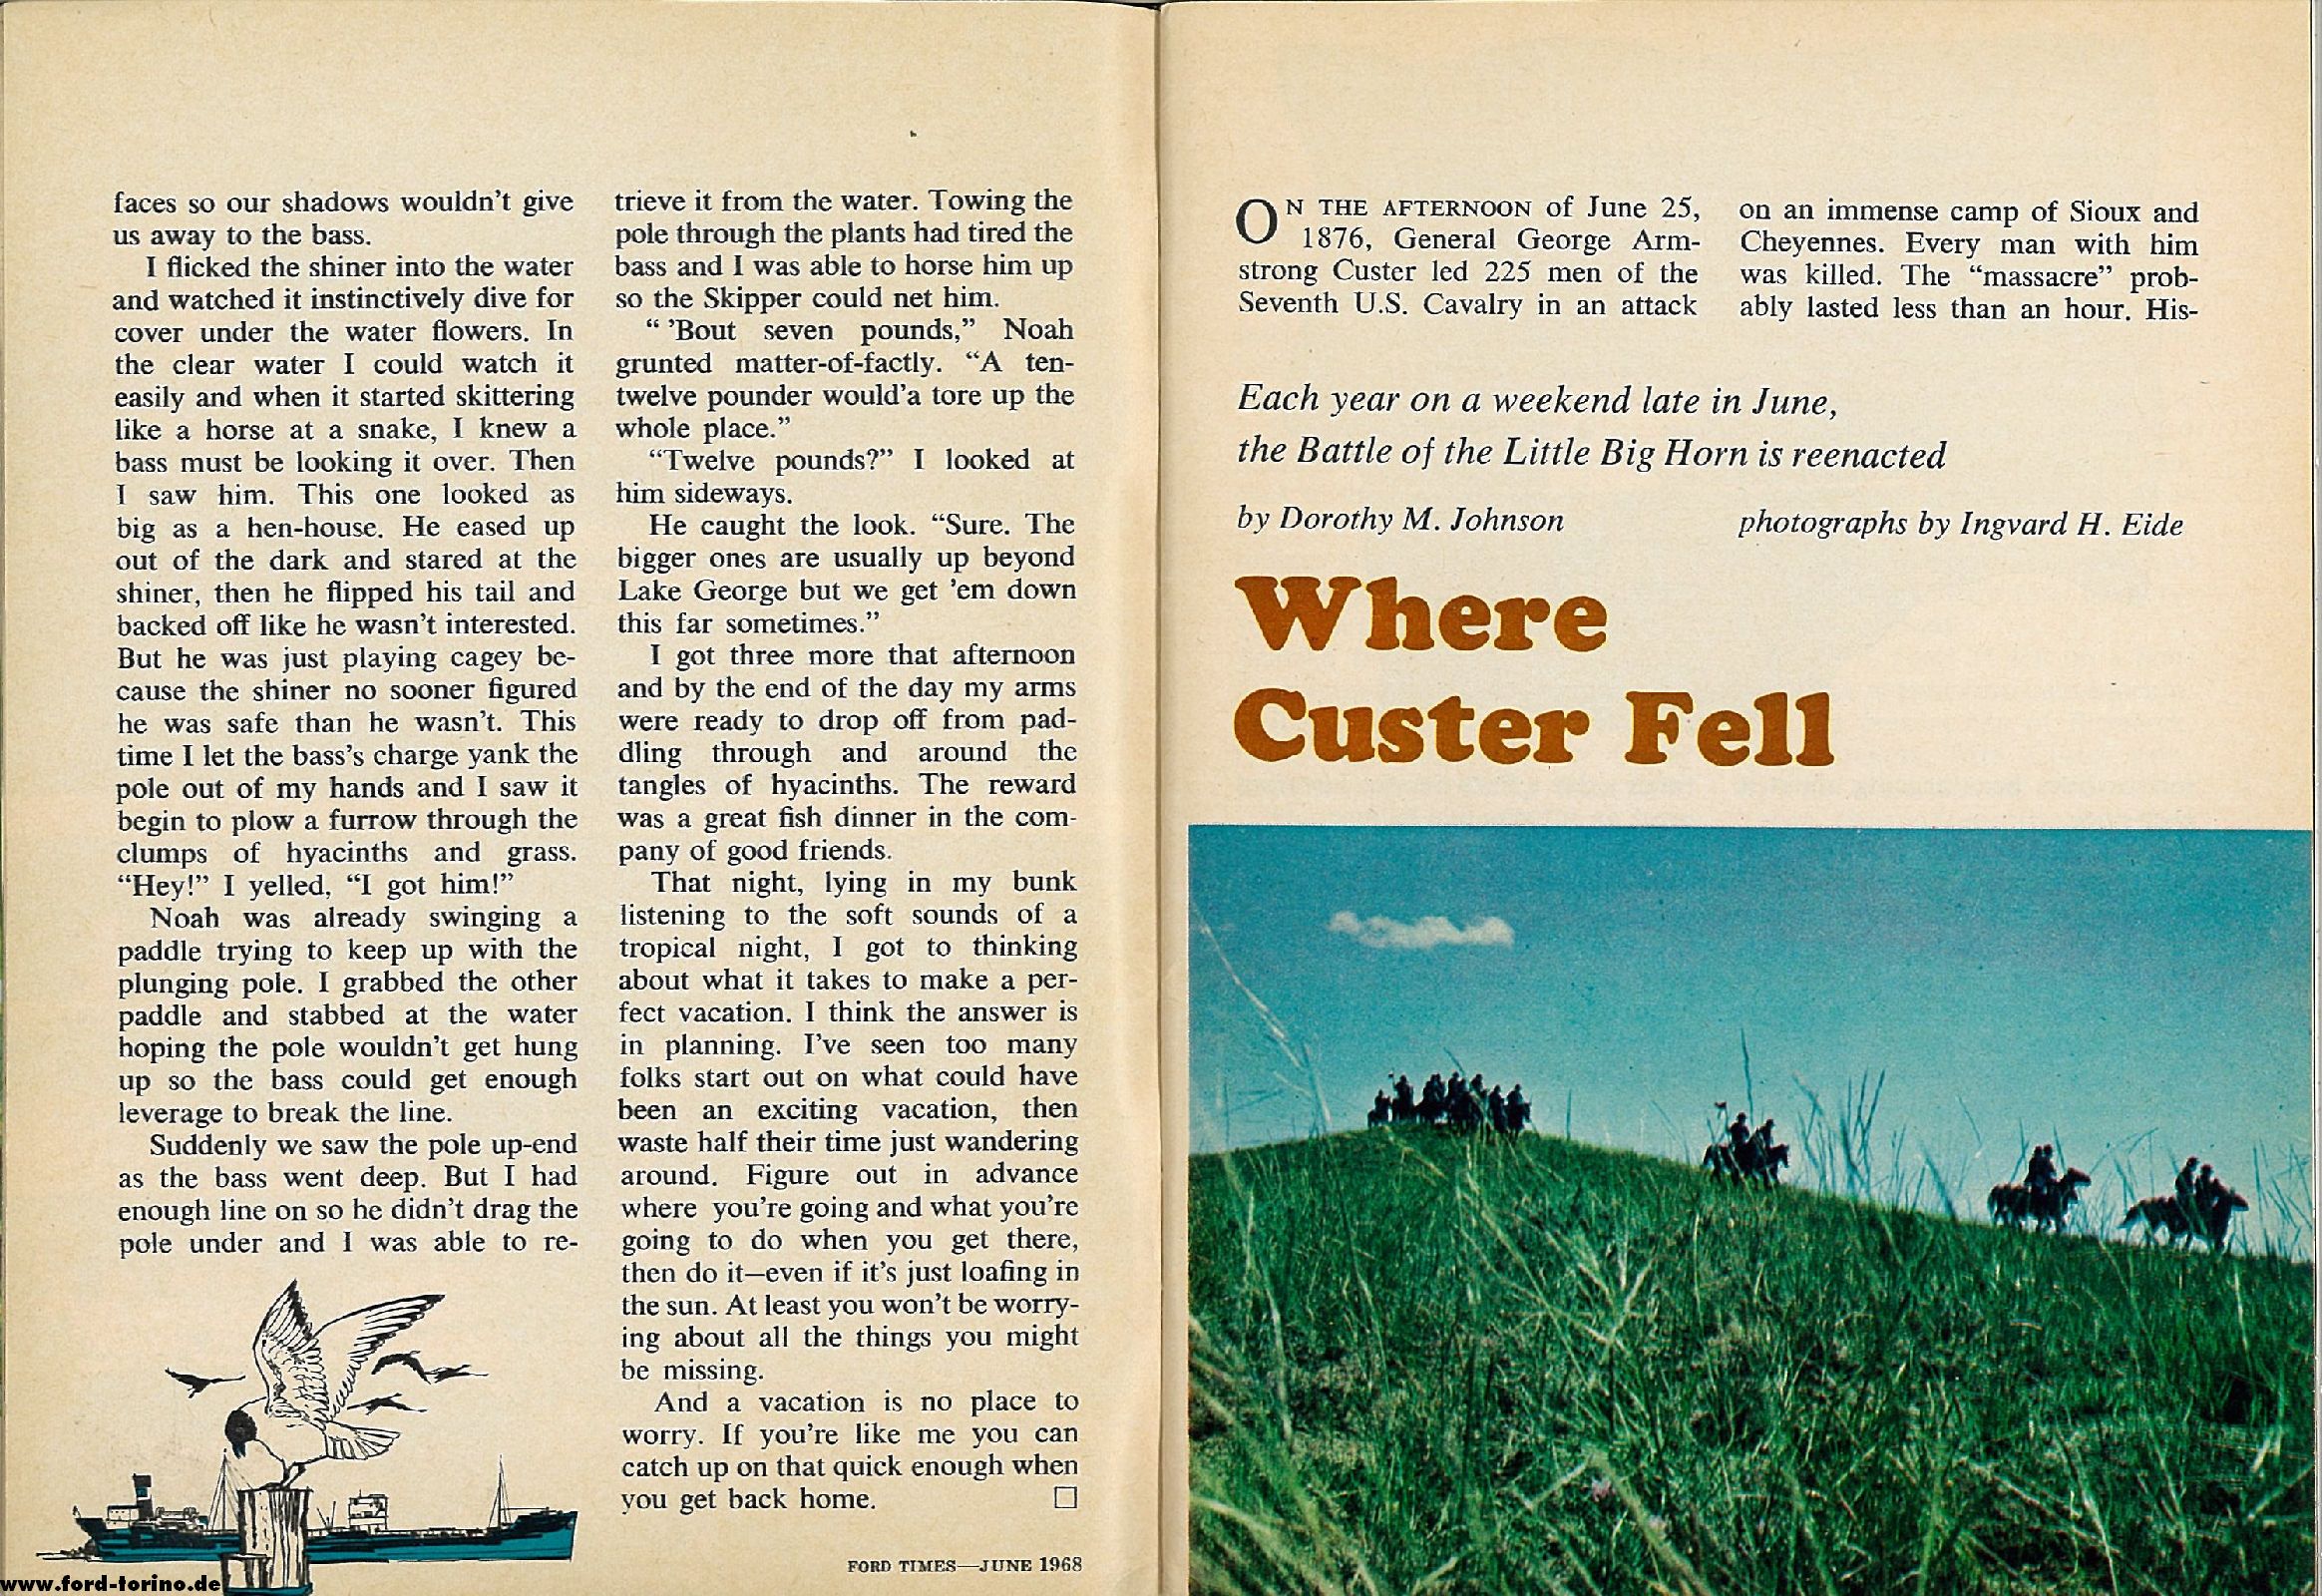 faces so our shadows wouldn't give
us away to the bass.
I flicked the shiner into the water
and watched it instinctively dive for
cover under the water flowers. In
the clear water I could watch it
easily and when it started skittering
like a horse at a snake, I knew a
bass must be looking it over. Then
I saw him. This one looked as
big as a hen-house. He eased up
out of the dark and stared at the
shiner, then he flipped his tail and
backed off like he wasn't interested.
But he was just playing cagey be-
cause the shiner no sooner figured
he was safe than he wasn't. This
time I let the bass's charge yank the
pole out of my hands and I saw it
begin to plow a furrow through the
clumps of hyacinths and grass.
“Hey!” I yelled, “I got him!”
Noah was already swinging a
paddle trying to keep up with the
plunging pole. I grabbed the other
paddle and stabbed at the water
hoping the pole wouldn't get hung
up so the bass could get enough
leverage to break the line.
Suddenly we saw the pole up-end
as the bass went deep. But I had
enough line on so he didn't drag the
pole under and I was able to re-
trieve it from the water. Towing the
pole through the plants had tired the
bass and I was able to horse him up
so the Skipper could net him.
“ 'Bout seven pounds,” Noah
grunted matter-of-factly. “A ten-
twelve pounder would'a tore up the
whole place.”
“Twelve pounds?” I looked at
him sideways.
He caught the look. “Sure. The
bigger ones are usually up beyond
Lake George but we get 'em down
this far sometimes.”
I got three more that afternoon
and by the end of the day my arms
were ready to drop off from pad-
dling through and around the
tangles of hyacinths. The reward
was a great fish dinner in the com-
pany of good friends.
That night, lying in my bunk
listening to the soft sounds of a
tropical night, I got to thinking
about what it takes to make a per-
fect vacation. I think the answer is
in planning. I've seen too many
folks start out on what could have
been an exciting vacation, then
waste half their time just wandering
around. Figure out in advance
where you're going and what you're
going to do when you get there,
then do it—even if it's just loafing in
the sun. At least you won't be worry-
ing about all the things you might
be missing.
And a vacation is no place to
worry. If you're like me you can
catch up on that quick enough when
you get back home. □
FORD TIMES—JUNE 1968
www.ford-torino.de
ON THE AFTERNOON of June 25,
1876, General George Arm-
strong Custer led 225 men of the
Seventh U.S. Cavalry in an attack
on an immense camp of Sioux and
Cheyennes. Every man with him
was killed. The “massacre” prob-
ably lasted less than an hour. His-
Each year on a weekend late in June,
the Battle of the Little Big Horn is reenacted
by Dorothy M. Johnson
photographs by Ingvard H. Eide
Where
Custer Fell